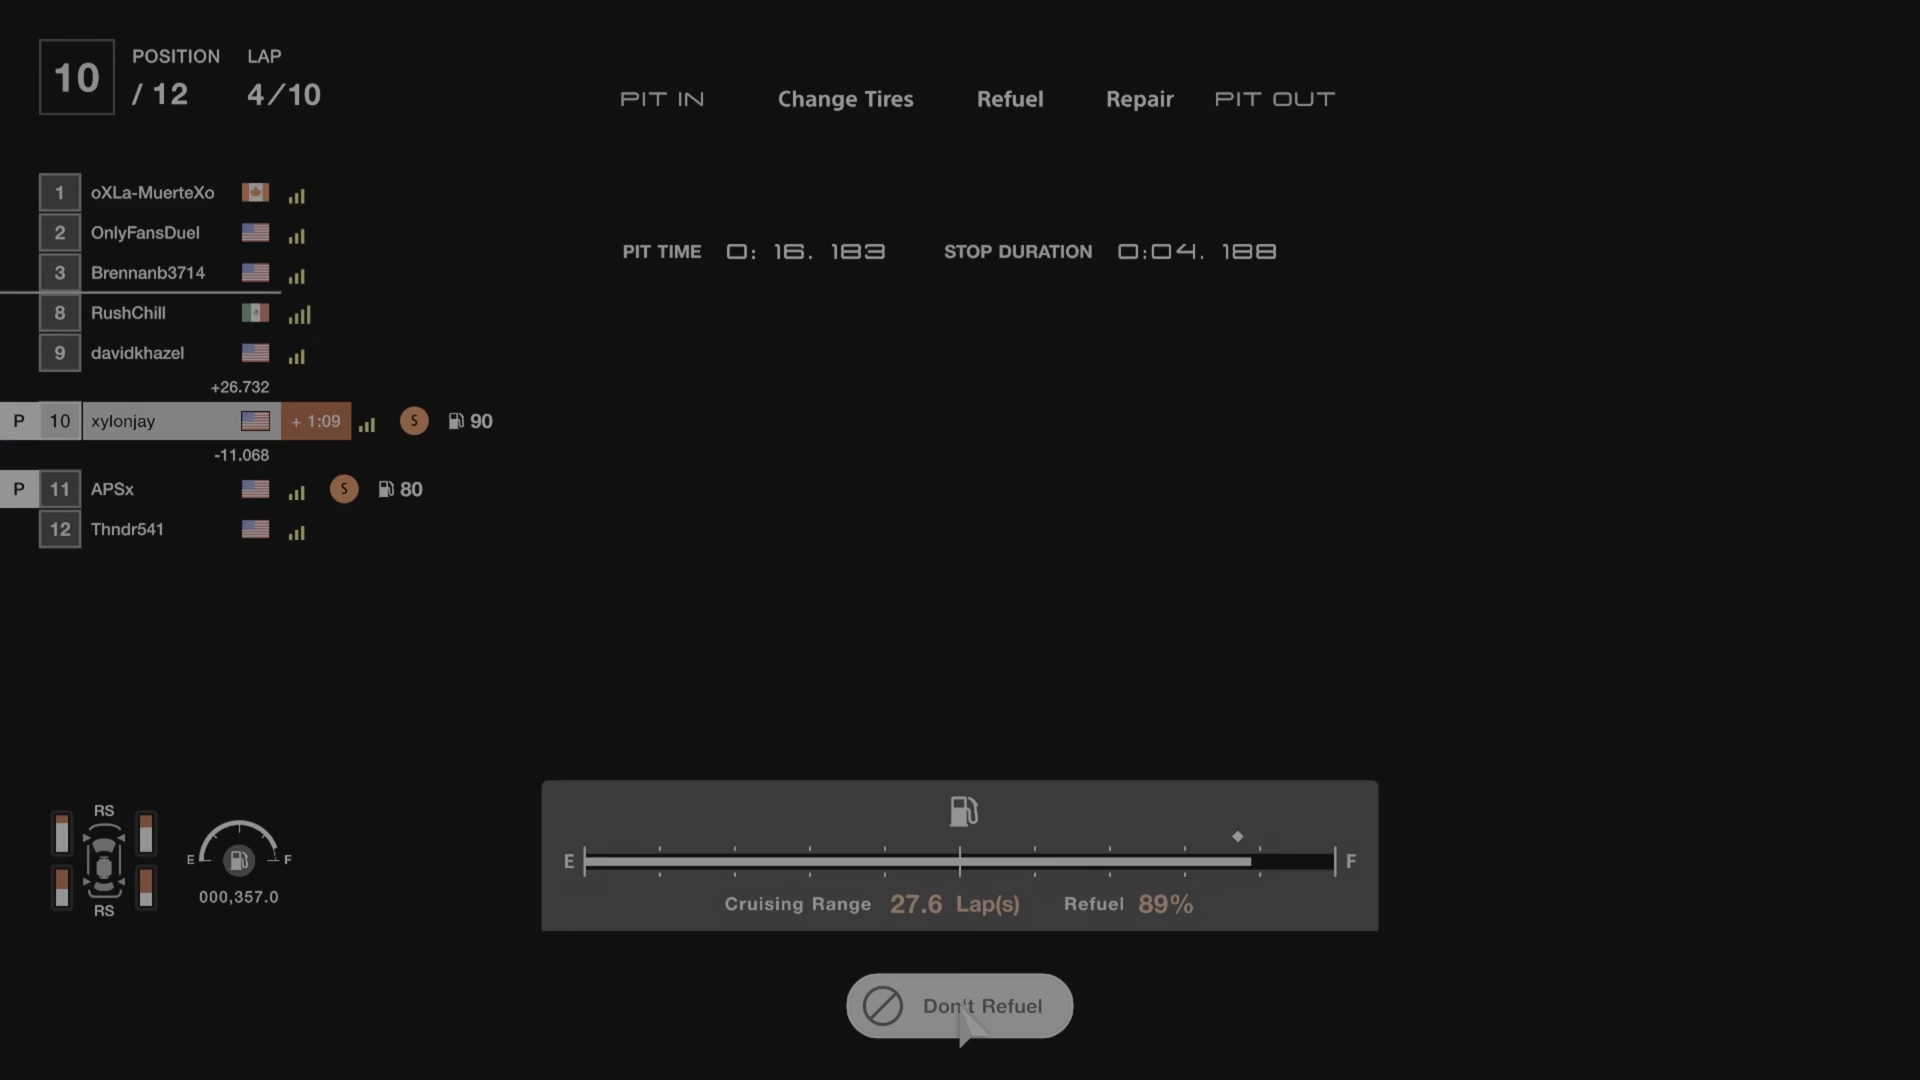 10 POSITION / 12 LAP 4/10
PIT IN Change Tires Refuel Repair PIT OUT
1 oXLa-MuerteXo
2 OnlyFansDuel
3 Brennanb3714
8 RushChill
9 davidkhazel
+26.732
P 10 xylonjay + 1:09 S 90
-11.068
P 11 APSx S 80
12 Thndr541
PIT TIME 0: 16. 183 STOP DURATION 0:04. 188
RS
E F
000,357.0
RS
E F
Cruising Range 27.6 Lap(s) Refuel 89%
Don't Refuel